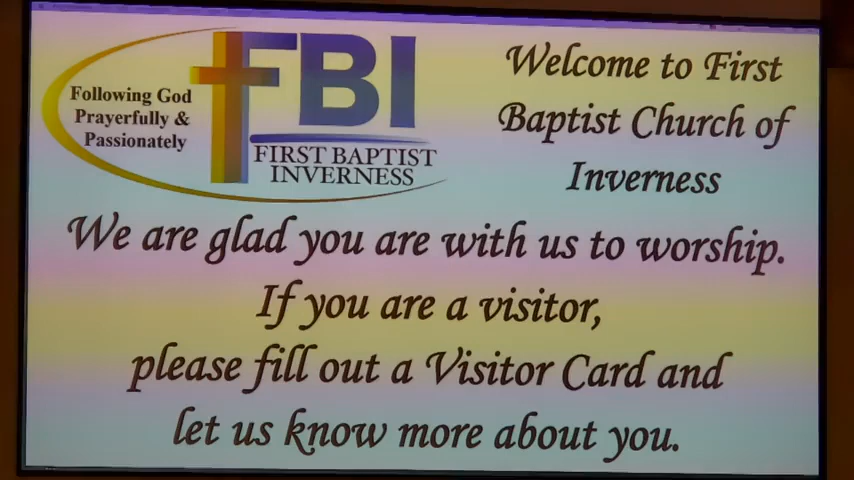 Following God
Prayerfully &
Passionately
FBI
FIRST BAPTIST
INVERNESS
Welcome to First
Baptist Church of
Inverness
We are glad you are with us to worship.
If you are a visitor,
please fill out a Visitor Card and
let us know more about you.